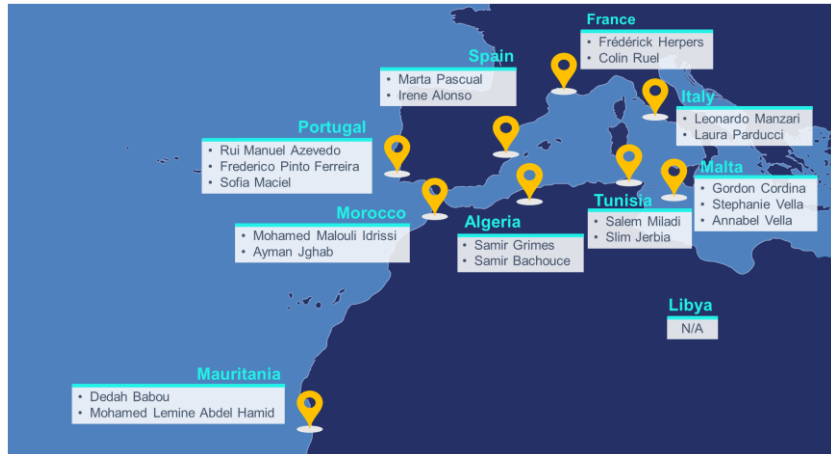 France
• Frédérick Herpers
• Colin Ruel
Spain
• Marta Pascual
• Irene Alonso
Italy
• Leonardo Manzari
• Laura Parducci
Portugal
• Rui Manuel Azevedo
• Frederico Pinto Ferreira
• Sofia Maciel
Malta
• Gordon Cordina
• Stephanie Vella
• Annabel Vella
Morocco
• Mohamed Malouli Idrissi
• Ayman Jghab
Algeria
• Samir Grimes
• Samir Bachouce
Tunisia
• Salem Miladi
• Slim Jerbia
Libya
N/A
Mauritania
• Dedah Babou
• Mohamed Lemine Abdel Hamid